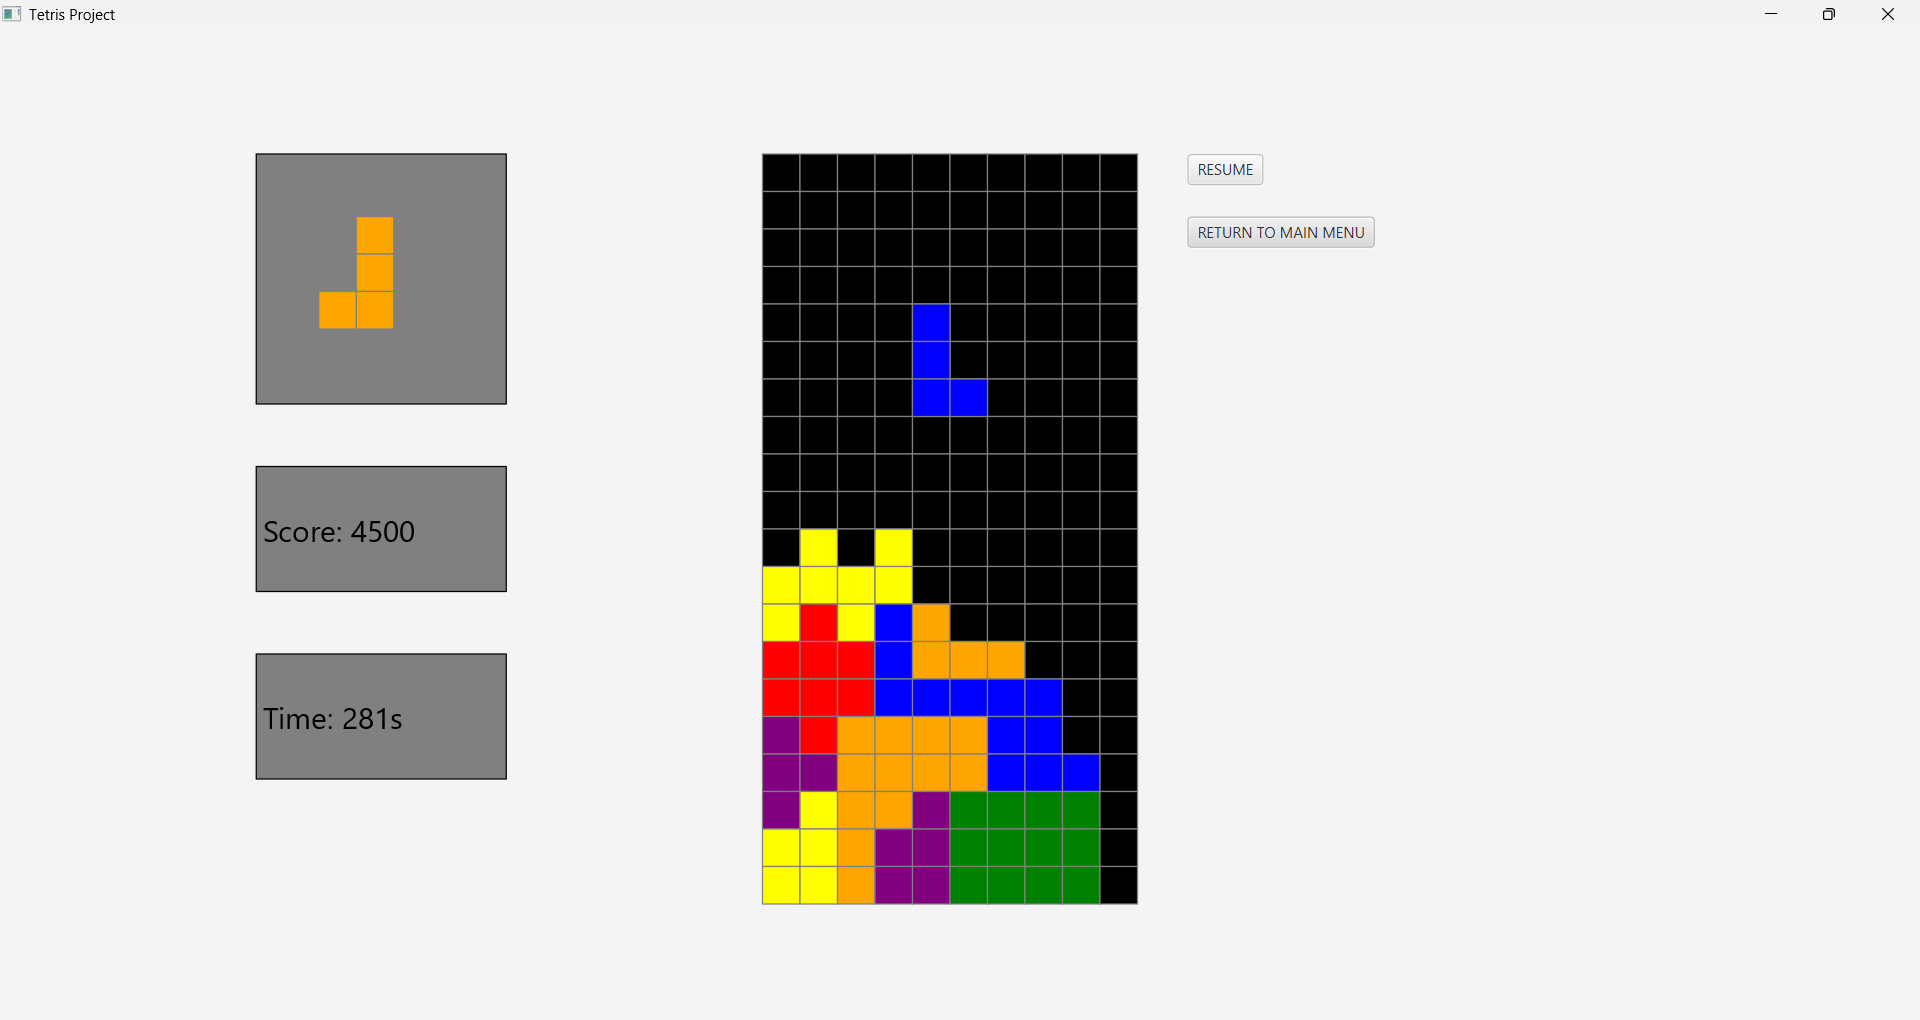 Tetris Project
RESUME
RETURN TO MAIN MENU
Score: 4500
Time: 281s